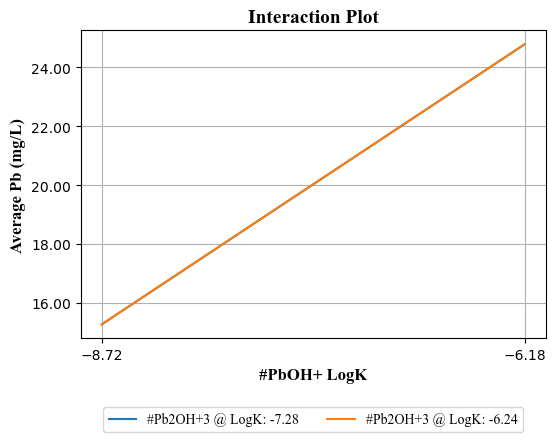 Interaction Plot
Average Pb (mg/L)
24.00
22.00
20.00
18.00
16.00
−8.72
−6.18
#PbOH+ LogK
#Pb2OH+3 @ LogK: -7.28
#Pb2OH+3 @ LogK: -6.24